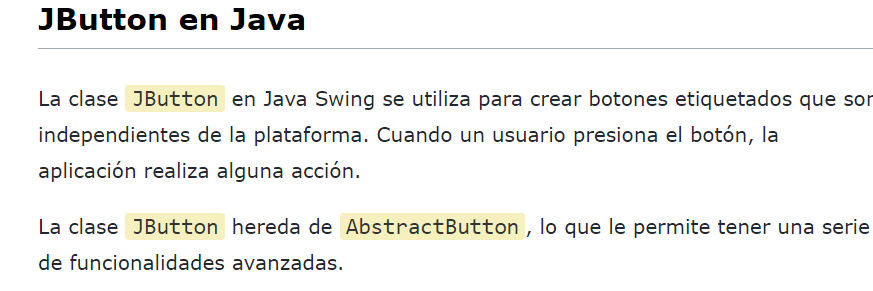 JButton en Java
La clase JButton en Java Swing se utiliza para crear botones etiquetados que son
independientes de la plataforma. Cuando un usuario presiona el botón, la
aplicación realiza alguna acción.
La clase JButton hereda de AbstractButton, lo que le permite tener una serie
de funcionalidades avanzadas.